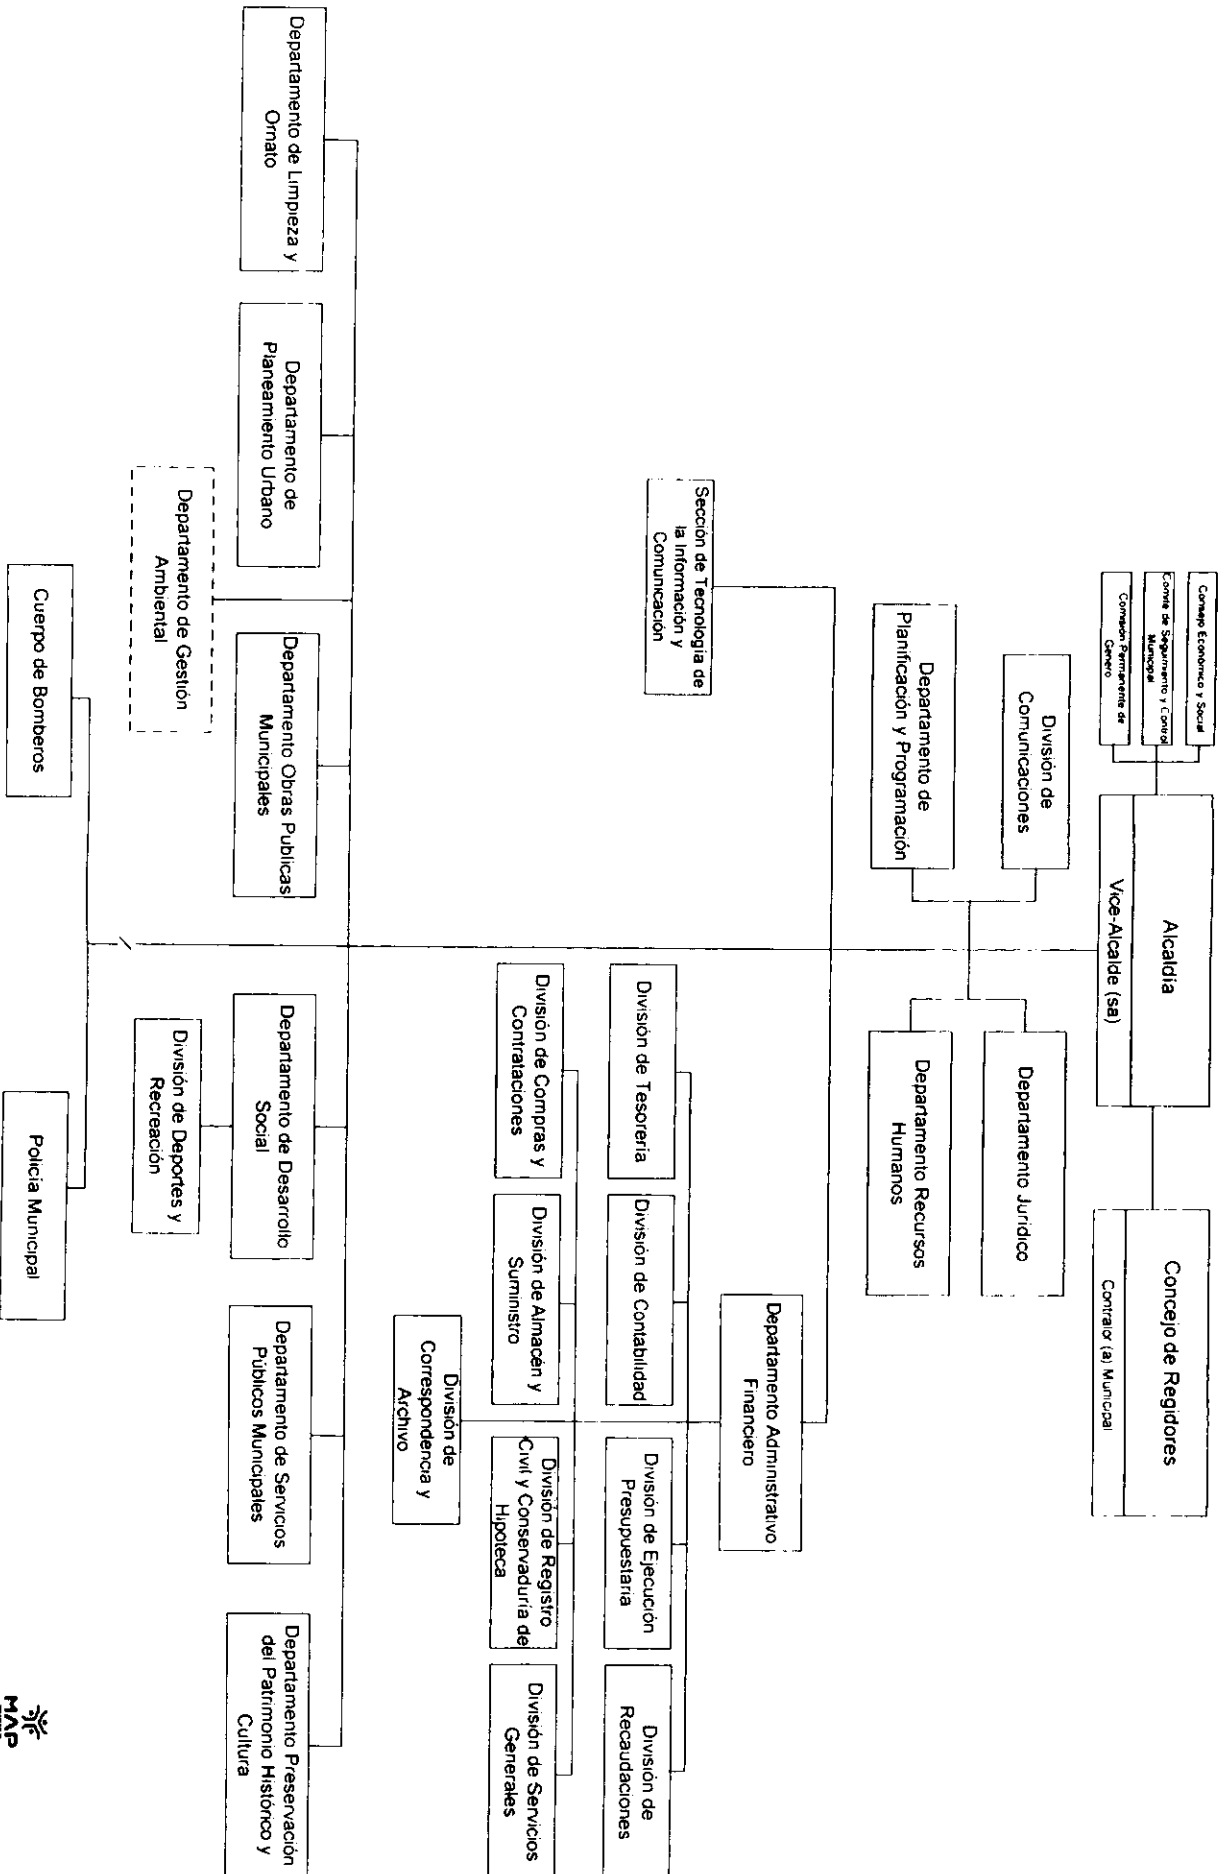 Concejo de Regidores
Contralor (a) Municipal
Alcaldía
Vice-Alcalde (sa)
Consejo Económico y Social
Comite de Seguimiento y Control
Municipal
Comisión Permanente de
Genero
División de
Comunicaciones
Departamento Jurídico
Departamento de
Planificación y Programación
Departamento Recursos
Humanos
Sección de Tecnología de
la Información y
Comunicación
Departamento Administrativo
Financiero
División de Tesoreria
División de Contabilidad
División de Ejecución
Presupuestaria
División de
Recaudaciones
División de Compras y
Contrataciones
División de Almacén y
Suministro
División de Registro
Civil y Conservaduría de
Hipoteca
División de Servicios
Generales
División de
Correspondencia y
Archivo
Departamento de Limpieza y
Ornato
Departamento de
Planeamiento Urbano
Departamento Obras Publicas
Municipales
Departamento de Desarrollo
Social
Departamento de Servicios
Públicos Municipales
Departamento Preservación
del Patrimonio Histórico y
Cultura
Departamento de Gestión
Ambiental
División de Deportes y
Recreación
Cuerpo de Bomberos
Policia Municipal
MAP